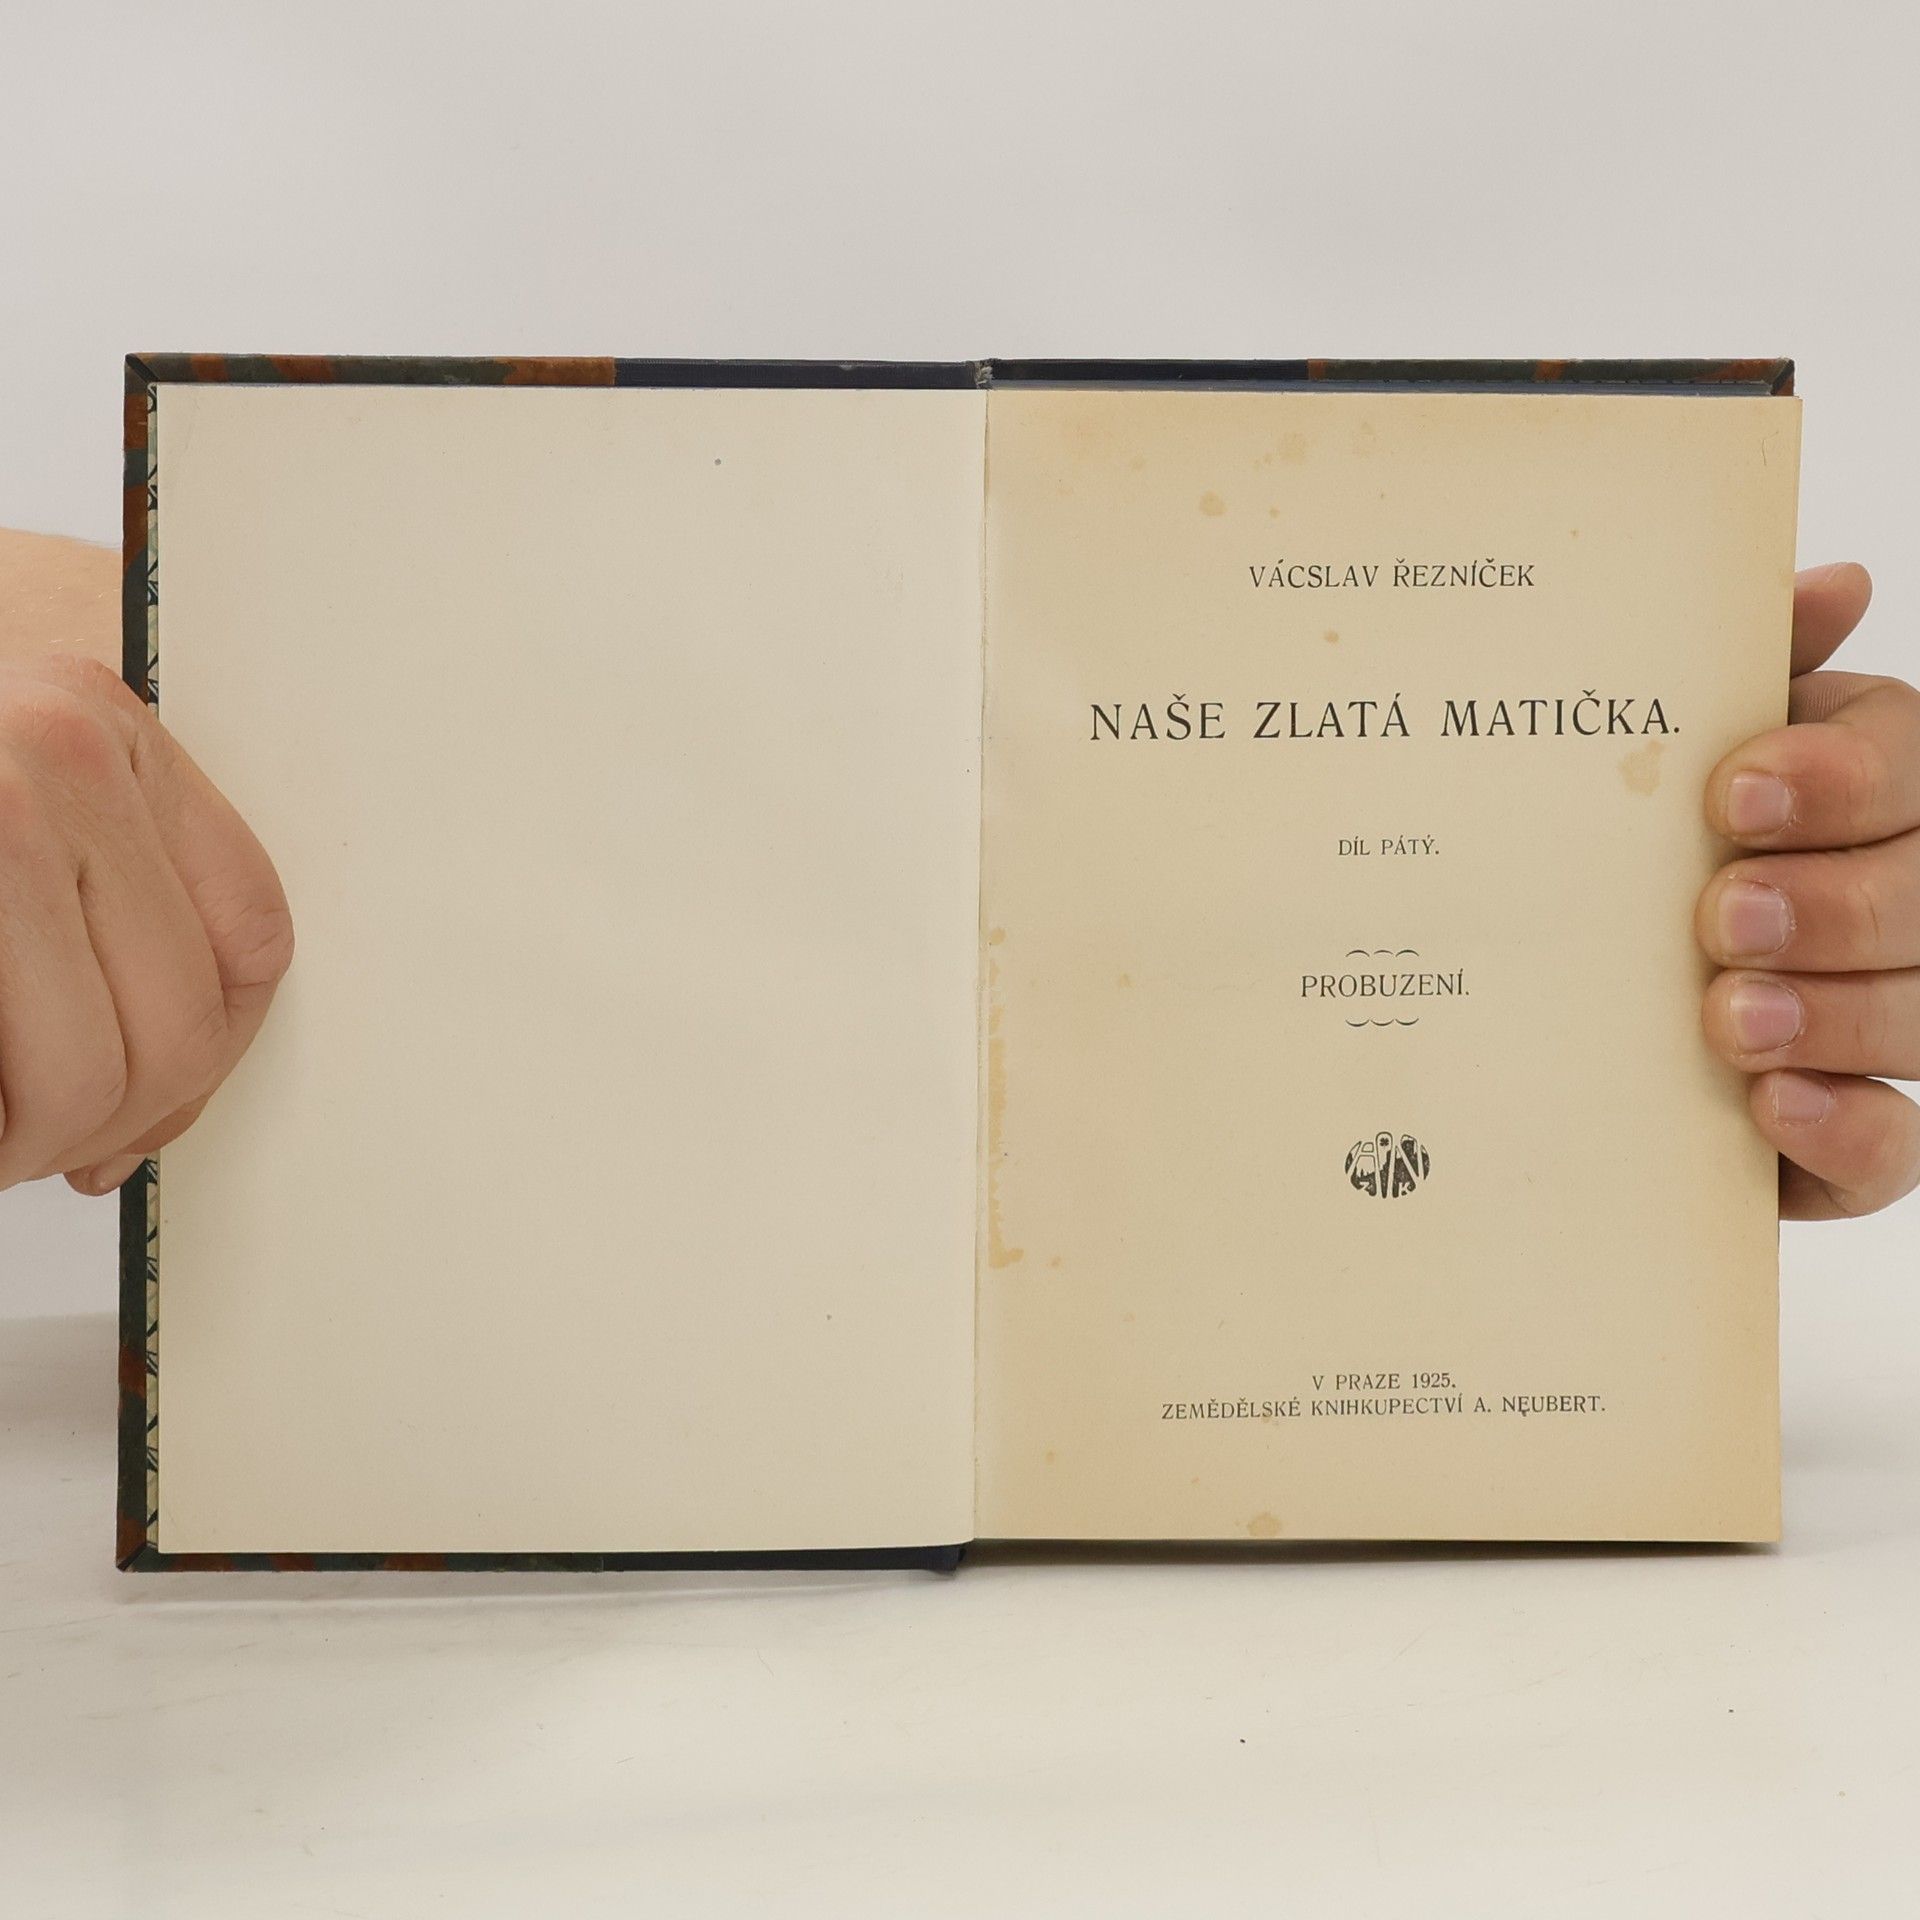 VÁCSLAV ŘEZNÍČEK
NAŠE ZLATÁ MATIČKA.
DÍL PÁTÝ.
PROBUZENÍ.
V PRAZE 1925.
ZEMĚDĚLSKÉ KNIHKUPECTVÍ A. NEUBERT.